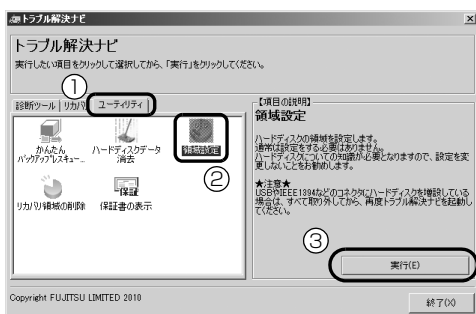 トラブル解決ナビ
トラブル解決ナビ
実行したい項目をクリックして選択してから、「実行」をクリックしてください。
①
診断ツール
リカバリ
ユーティリティ
かんたん
バックアップレスキュー...
ハードディスクデータ
消去
領域設定
②
リカバリ領域の削除
保証
保証書の表示
【項目の説明】
領域設定
ハードディスクの領域を設定します。
通常は設定をする必要はありません。
ハードディスクについての知識が必要となりますので、設定を変
更しないことをお勧めします。
★注意★
USBやIEEE1394などのコネクタにハードディスクを増設している
場合は、すべて取り外してから、再度トラブル解決ナビを起動し
てください。
③
実行(E)
Copyright FUJITSU LIMITED 2010
終了(X)